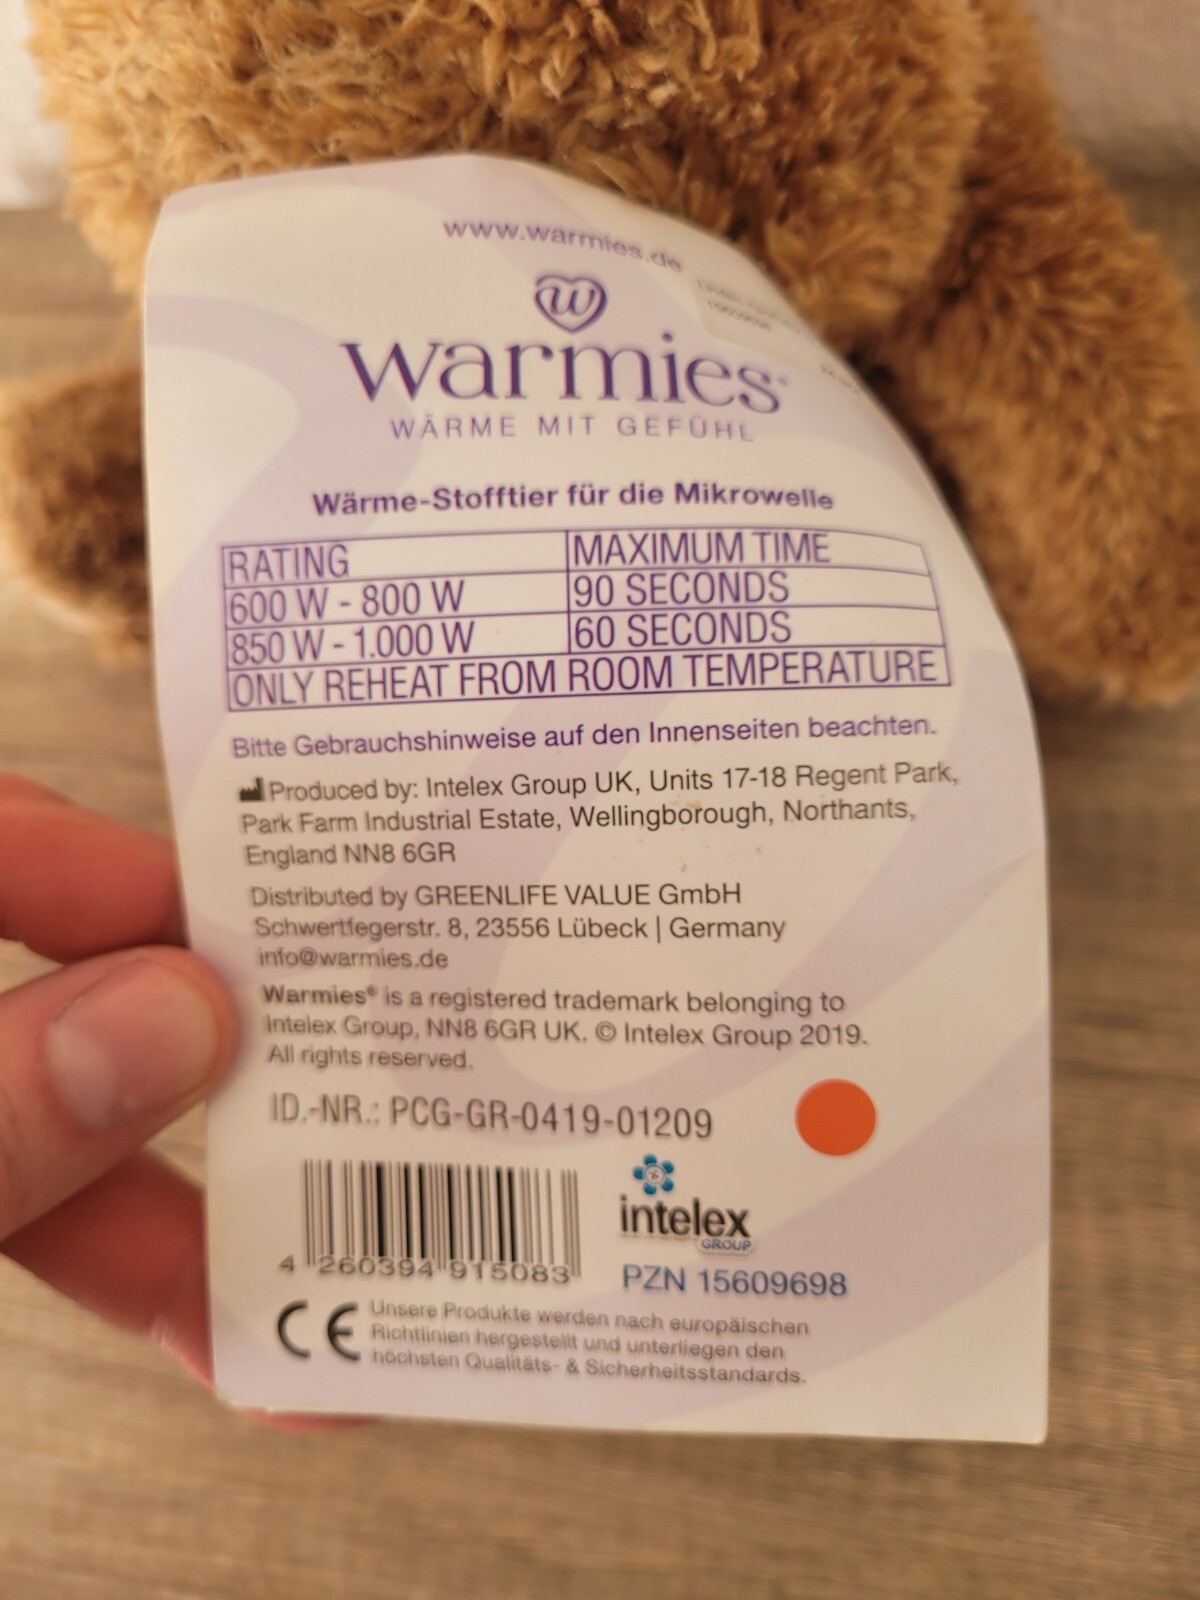 www.warmies.de
w
warmies®
WÄRME MIT GEFÜHL
Wärme-Stofftier für die Mikrowelle
RATING MAXIMUM TIME
600 W - 800 W 90 SECONDS
850 W - 1.000 W 60 SECONDS
ONLY REHEAT FROM ROOM TEMPERATURE
Bitte Gebrauchshinweise auf den Innenseiten beachten.
Produced by: Intelex Group UK, Units 17-18 Regent Park,
Park Farm Industrial Estate, Wellingborough, Northants,
England NN8 6GR
Distributed by GREENLIFE VALUE GmbH
Schwertfegerstr. 8, 23556 Lübeck | Germany
info@warmies.de
Warmies® is a registered trademark belonging to
Intelex Group, NN8 6GR UK. © Intelex Group 2019.
All rights reserved.
ID.-NR.: PCG-GR-0419-01209
intelex
GROUP
4 260394 915083
PZN 15609698
CE
Unsere Produkte werden nach europäischen
Richtlinien hergestellt und unterliegen den
höchsten Qualitäts- & Sicherheitsstandards.